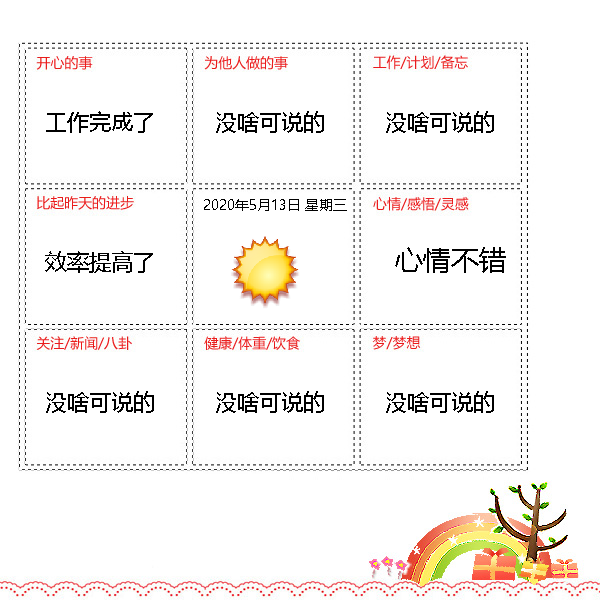 开心的事
为他人做的事
工作/计划/备忘
工作完成了
没啥可说的
没啥可说的
比起昨天的进步
2020年5月13日 星期三
心情/感悟/灵感
效率提高了
心情不错
关注/新闻/八卦
健康/体重/饮食
梦/梦想
没啥可说的
没啥可说的
没啥可说的